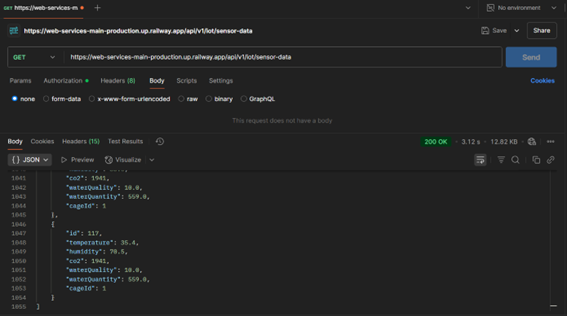 GET https://web-services-m
No environment
https://web-services-main-production.up.railway.app/api/v1/iot/sensor-data
Save
Share
GET
https://web-services-main-production.up.railway.app/api/v1/iot/sensor-data
Send
Params Authorization Headers (8) Body Scripts Settings Cookies
none form-data x-www-form-urlencoded raw binary GraphQL
This request does not have a body
Body Cookies Headers (15) Test Results 200 OK 3.12 s 12.82 KB
{} JSON Preview Visualize
1041 "co2": 1941,
1042 "waterQuality": 10.0,
1043 "waterQuantity": 559.0,
1044 "cageId": 1
1045 },
1046 {
1047 "id": 117,
1048 "temperature": 35.4,
1049 "humidity": 70.5,
1050 "co2": 1941,
1051 "waterQuality": 10.0,
1052 "waterQuantity": 559.0,
1053 "cageId": 1
1054 }
1055 ]